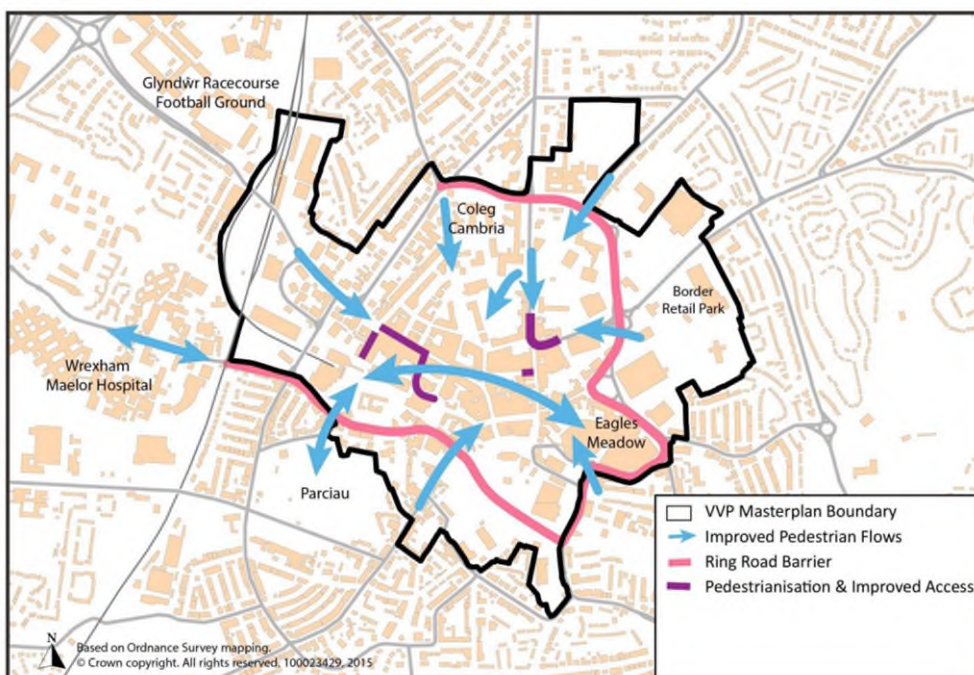 Glyndŵr Racecourse
Football Ground
Coleg
Cambria
Border
Retail Park
Wrexham
Maelor Hospital
Eagles
Meadow
Parciau
VVP Masterplan Boundary
Improved Pedestrian Flows
Ring Road Barrier
Pedestrianisation & Improved Access
N
Based on Ordnance Survey mapping.
© Crown copyright. All rights reserved. 100023429, 2015